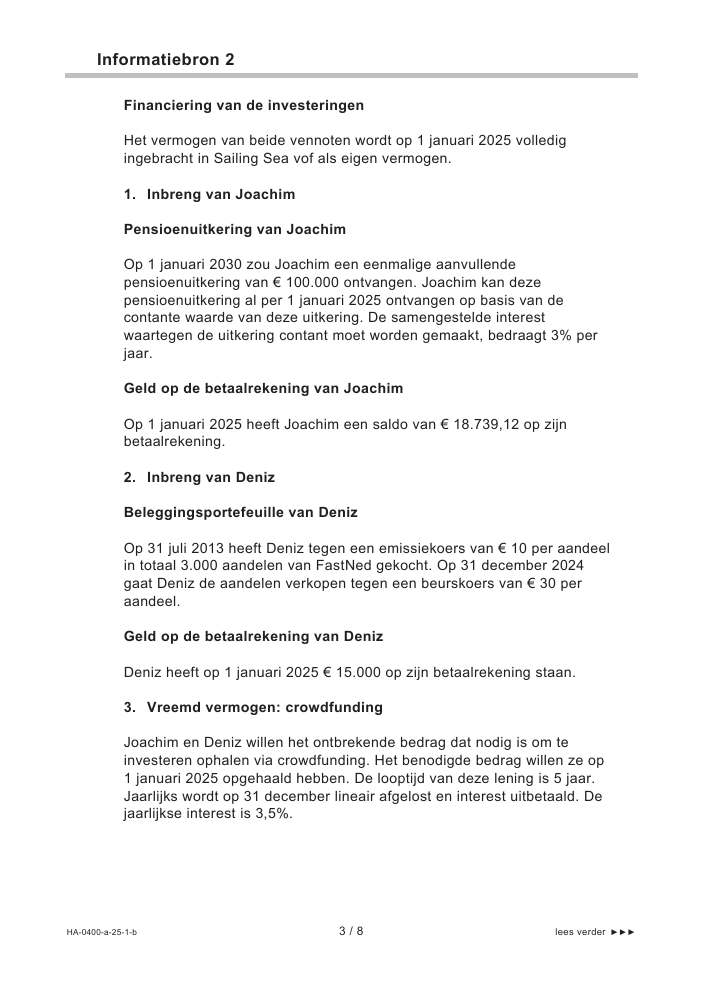 Informatiebron 2
Financiering van de investeringen
Het vermogen van beide vennoten wordt op 1 januari 2025 volledig
ingebracht in Sailing Sea vof als eigen vermogen.
1. Inbreng van Joachim
Pensioenuitkering van Joachim
Op 1 januari 2030 zou Joachim een eenmalige aanvullende
pensioenuitkering van € 100.000 ontvangen. Joachim kan deze
pensioenuitkering al per 1 januari 2025 ontvangen op basis van de
contante waarde van deze uitkering. De samengestelde interest
waartegen de uitkering contant moet worden gemaakt, bedraagt 3% per
jaar.
Geld op de betaalrekening van Joachim
Op 1 januari 2025 heeft Joachim een saldo van € 18.739,12 op zijn
betaalrekening.
2. Inbreng van Deniz
Beleggingsportefeuille van Deniz
Op 31 juli 2013 heeft Deniz tegen een emissiekoers van € 10 per aandeel
in totaal 3.000 aandelen van FastNed gekocht. Op 31 december 2024
gaat Deniz de aandelen verkopen tegen een beurskoers van € 30 per
aandeel.
Geld op de betaalrekening van Deniz
Deniz heeft op 1 januari 2025 € 15.000 op zijn betaalrekening staan.
3. Vreemd vermogen: crowdfunding
Joachim en Deniz willen het ontbrekende bedrag dat nodig is om te
investeren ophalen via crowdfunding. Het benodigde bedrag willen ze op
1 januari 2025 opgehaald hebben. De looptijd van deze lening is 5 jaar.
Jaarlijks wordt op 31 december lineair afgelost en interest uitbetaald. De
jaarlijkse interest is 3,5%.
HA-0400-a-25-1-b
3 / 8
lees verder ►►►